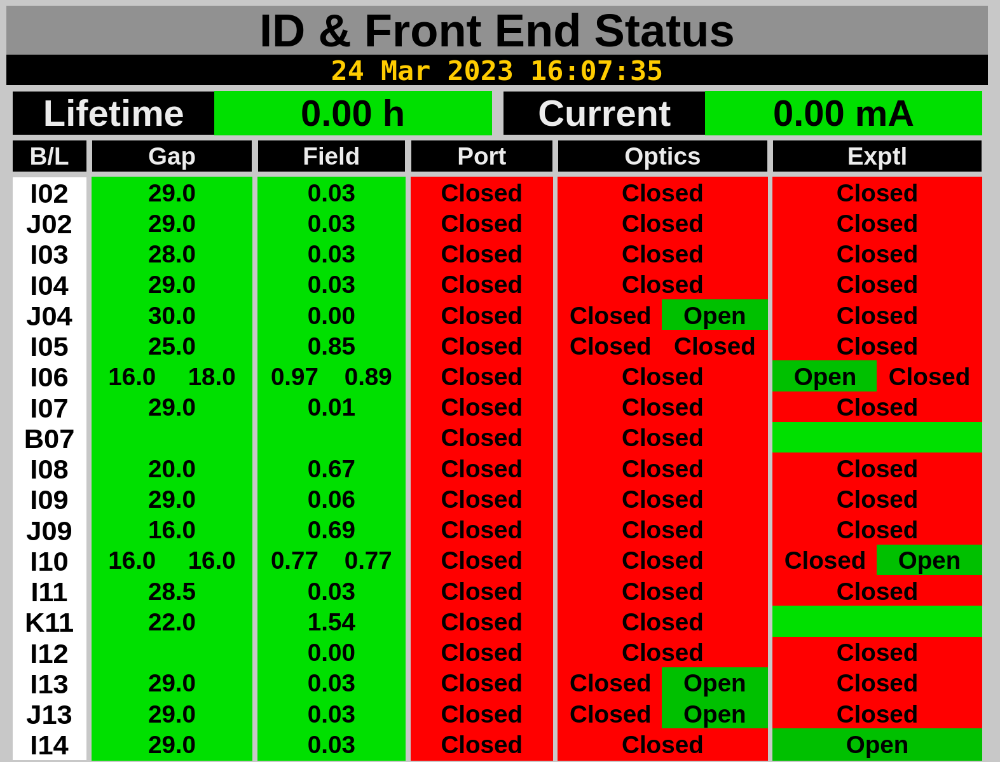 ID & Front End Status
24 Mar 2023 16:07:35
Lifetime 0.00 h Current 0.00 mA
B/L Gap Field Port Optics Exptl
I02 29.0 0.03 Closed Closed Closed
J02 29.0 0.03 Closed Closed Closed
I03 28.0 0.03 Closed Closed Closed
I04 29.0 0.03 Closed Closed Closed
J04 30.0 0.00 Closed Closed Open Closed
I05 25.0 0.85 Closed Closed Closed Closed
I06 16.0 18.0 0.97 0.89 Closed Closed Open Closed
I07 29.0 0.01 Closed Closed Closed
B07 Closed Closed
I08 20.0 0.67 Closed Closed Closed
I09 29.0 0.06 Closed Closed Closed
J09 16.0 0.69 Closed Closed Closed
I10 16.0 16.0 0.77 0.77 Closed Closed Closed Open
I11 28.5 0.03 Closed Closed Closed
K11 22.0 1.54 Closed Closed
I12 0.00 Closed Closed Closed
I13 29.0 0.03 Closed Closed Open Closed
J13 29.0 0.03 Closed Closed Open Closed
I14 29.0 0.03 Closed Closed Open